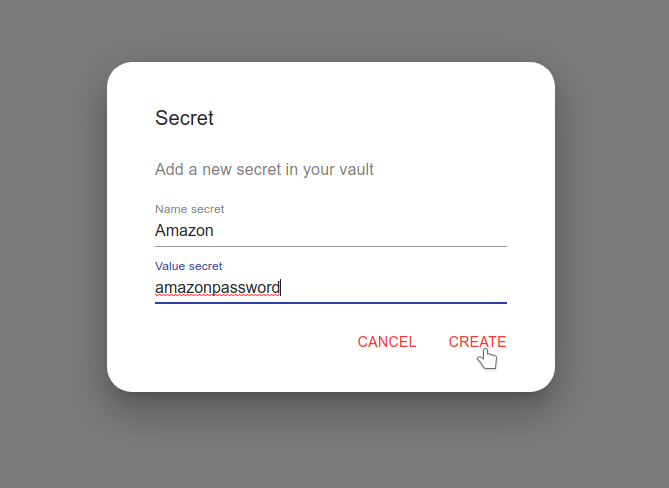 Secret
Add a new secret in your vault
Name secret
Amazon
Value secret
amazonpassword
CANCEL CREATE